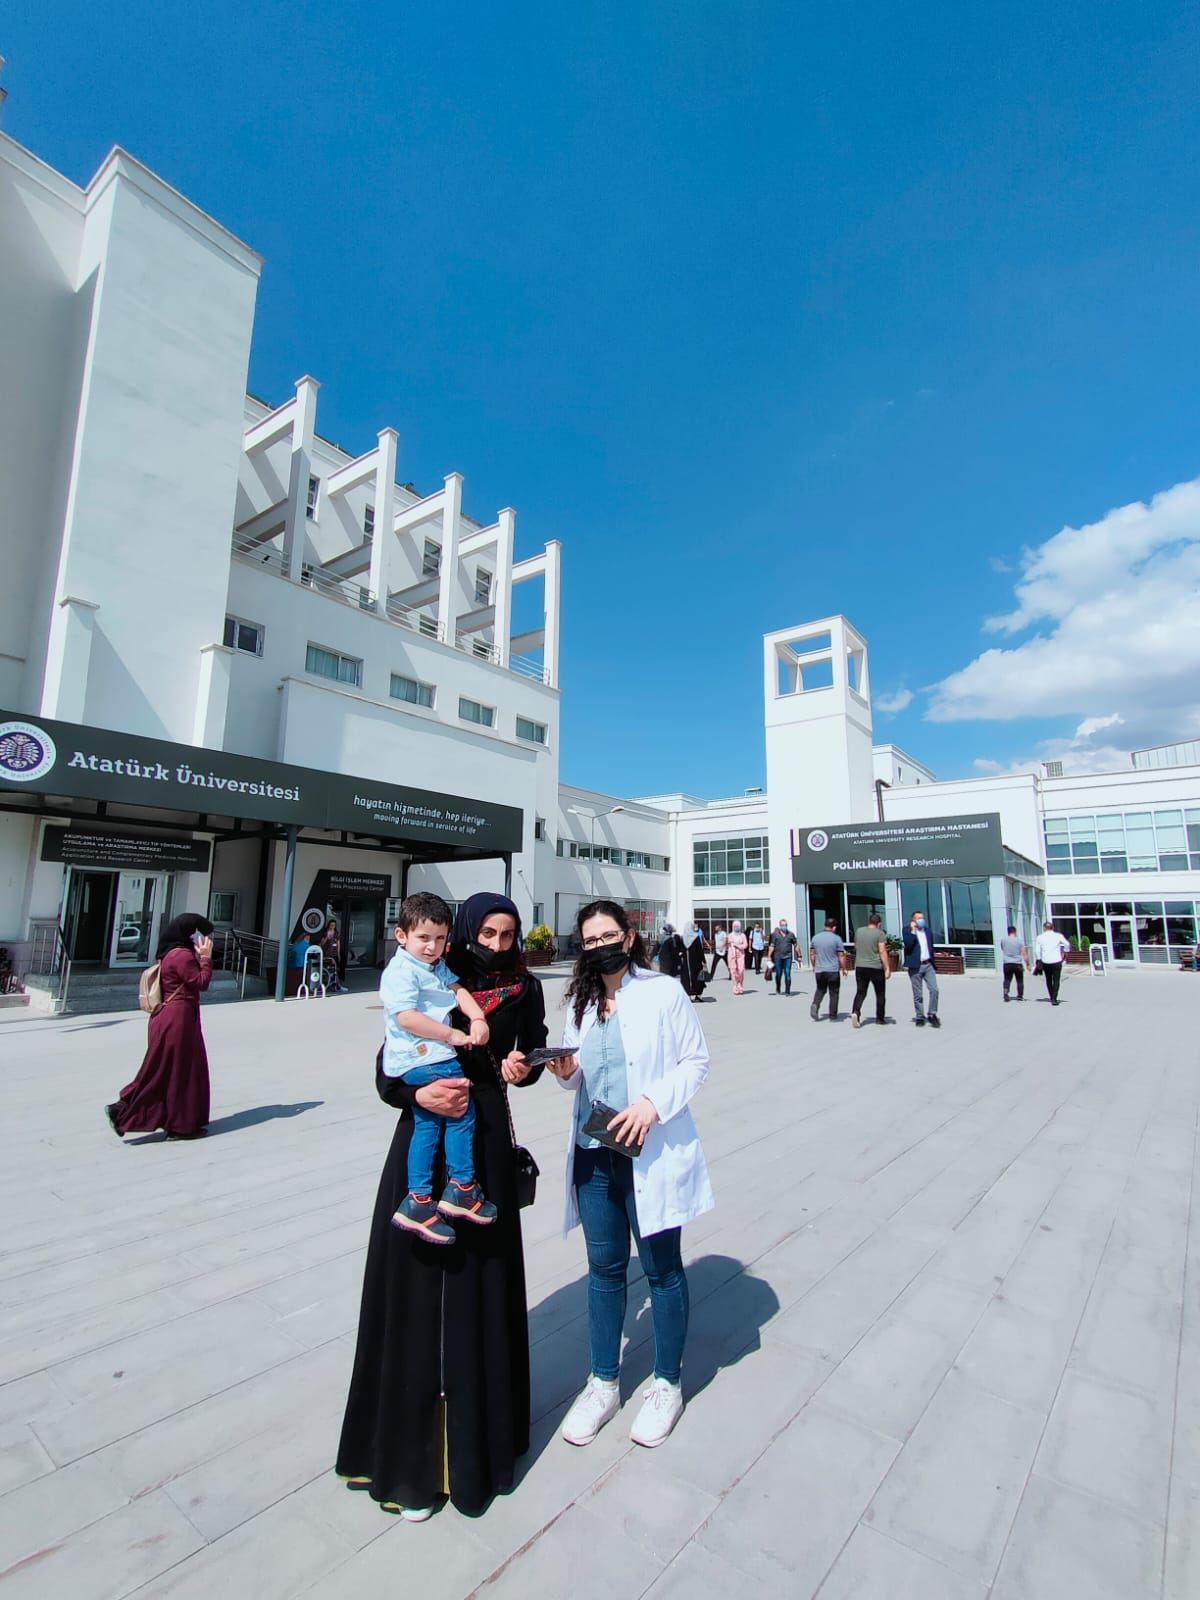 Atatürk Üniversitesi
hayatın hizmetinde, hep ileriye...
moving forward in service of life
AKUPUNKTUR ve TAMAMLAYICI TIP YÖNTEMLERİ
UYGULAMA ve ARAŞTIRMA MERKEZİ
Acupuncture and Complementary Medicine Methods
Application and Research Center
BİLGİ İŞLEM MERKEZİ
Data Processing Center
ATATÜRK ÜNİVERSİTESİ ARAŞTIRMA HASTANESİ
ATATÜRK UNIVERSITY RESEARCH HOSPITAL
POLİKLİNİKLER Polyclinics